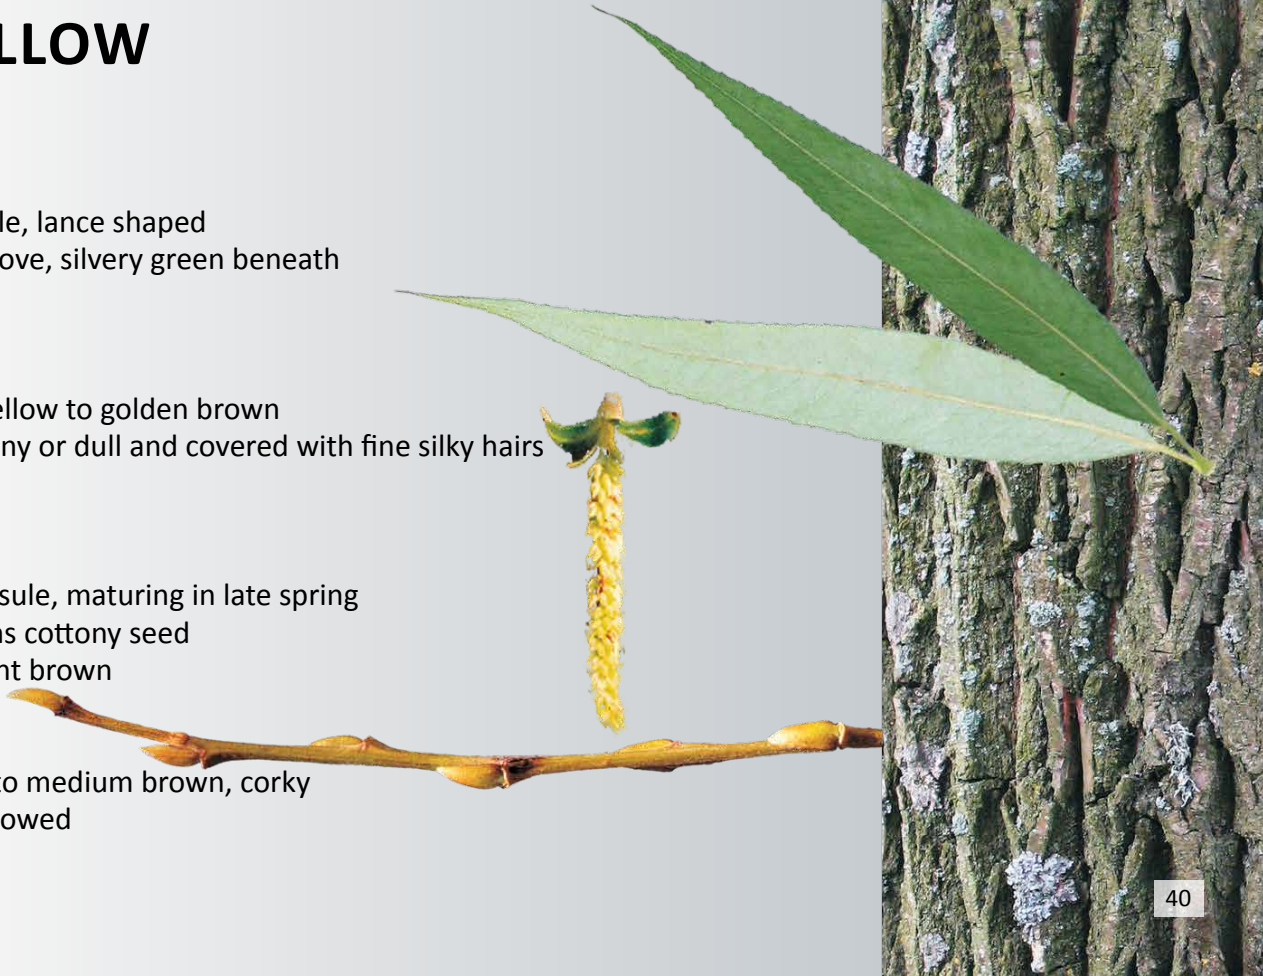 LLOW
le, lance shaped
ove, silvery green beneath
ellow to golden brown
ny or dull and covered with fine silky hairs
sule, maturing in late spring
ns cottony seed
nt brown
to medium brown, corky
owed
40